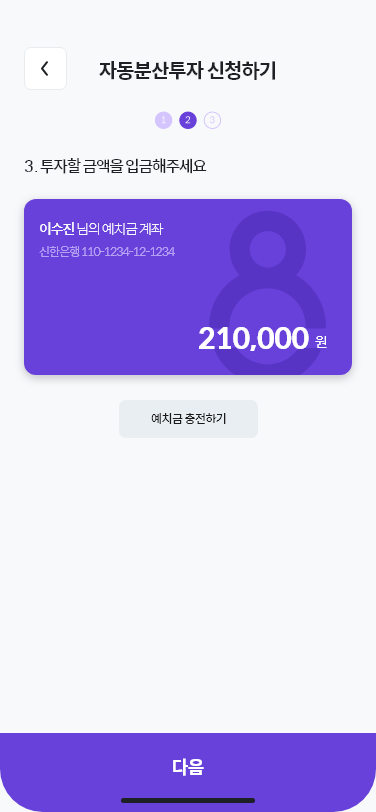 자동분산투자 신청하기
1 2 3
3. 투자할 금액을 입금해주세요
이수진 님의 예치금 계좌
신한은행 110-1234-12-1234
210,000 원
예치금 충전하기
다음